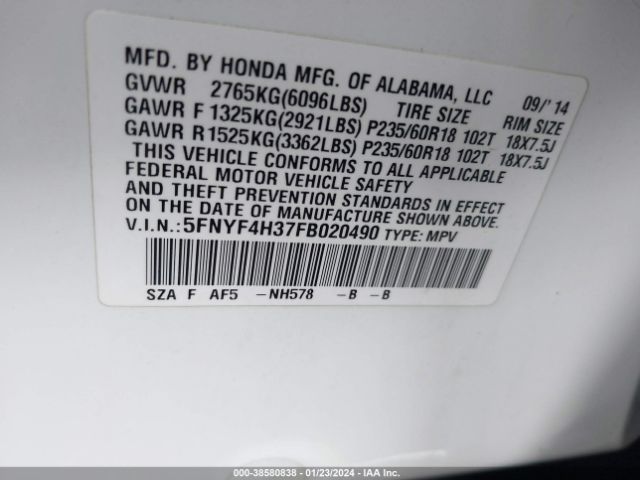 MFD. BY HONDA MFG. OF ALABAMA, LLC 09/'14
GVWR 2765KG(6096LBS) TIRE SIZE RIM SIZE
GAWR F 1325KG(2921LBS) P235/60R18 102T 18X7.5J
GAWR R1525KG(3362LBS) P235/60R18 102T 18X7.5J
THIS VEHICLE CONFORMS TO ALL APPLICABLE
FEDERAL MOTOR VEHICLE SAFETY
AND THEFT PREVENTION STANDARDS IN EFFECT
ON THE DATE OF MANUFACTURE SHOWN ABOVE.
V.I.N.:5FNYF4H37FB020490 TYPE: MPV
SZA F AF5 -NH578 -B -B
000-38580838 - 01/23/2024 - IAA Inc.